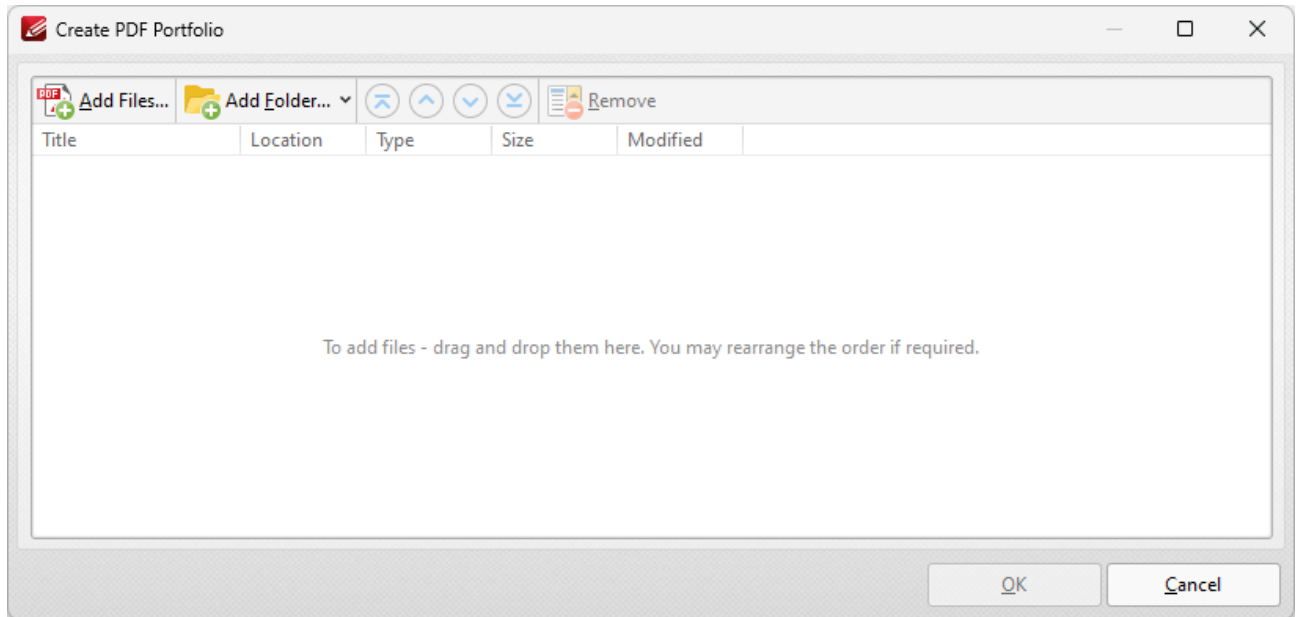 Create PDF Portfolio
PDF Add Files... Add Folder... Remove
Title Location Type Size Modified
To add files - drag and drop them here. You may rearrange the order if required.
OK Cancel